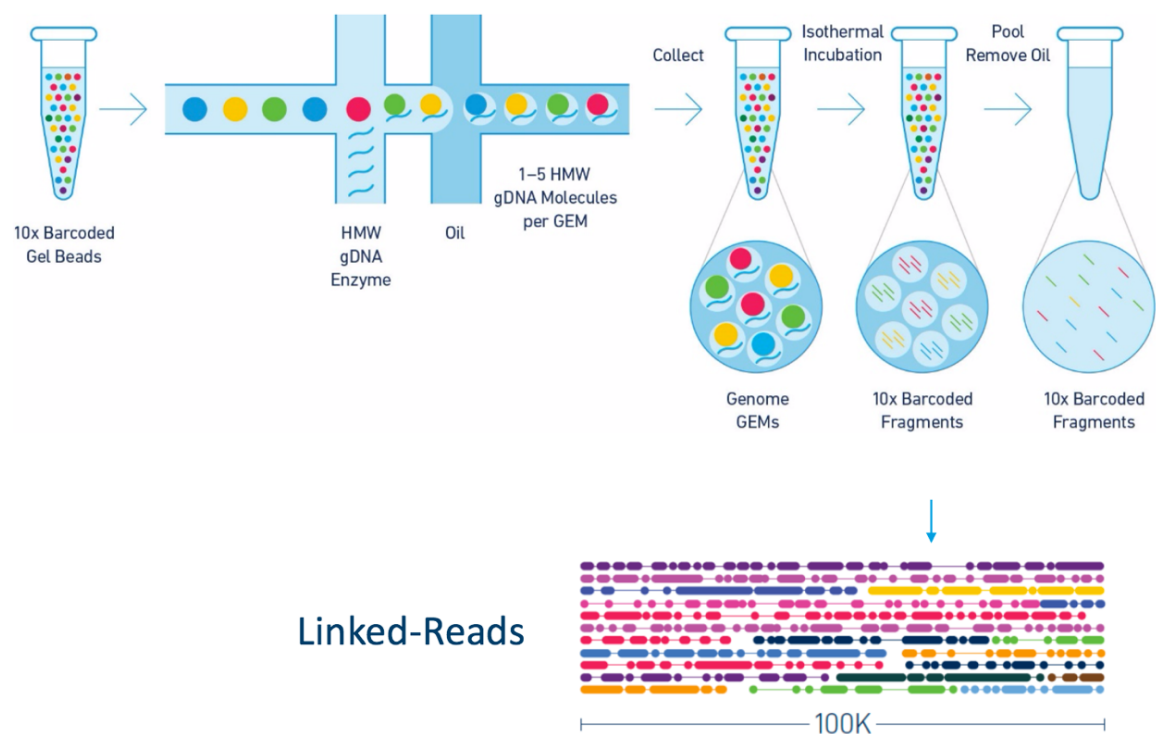 10x Barcoded
Gel Beads
HMW
gDNA
Enzyme
Oil
1–5 HMW
gDNA Molecules
per GEM
Collect
Isothermal
Incubation
Pool
Remove Oil
Genome
GEMs
10x Barcoded
Fragments
10x Barcoded
Fragments
Linked-Reads
100K